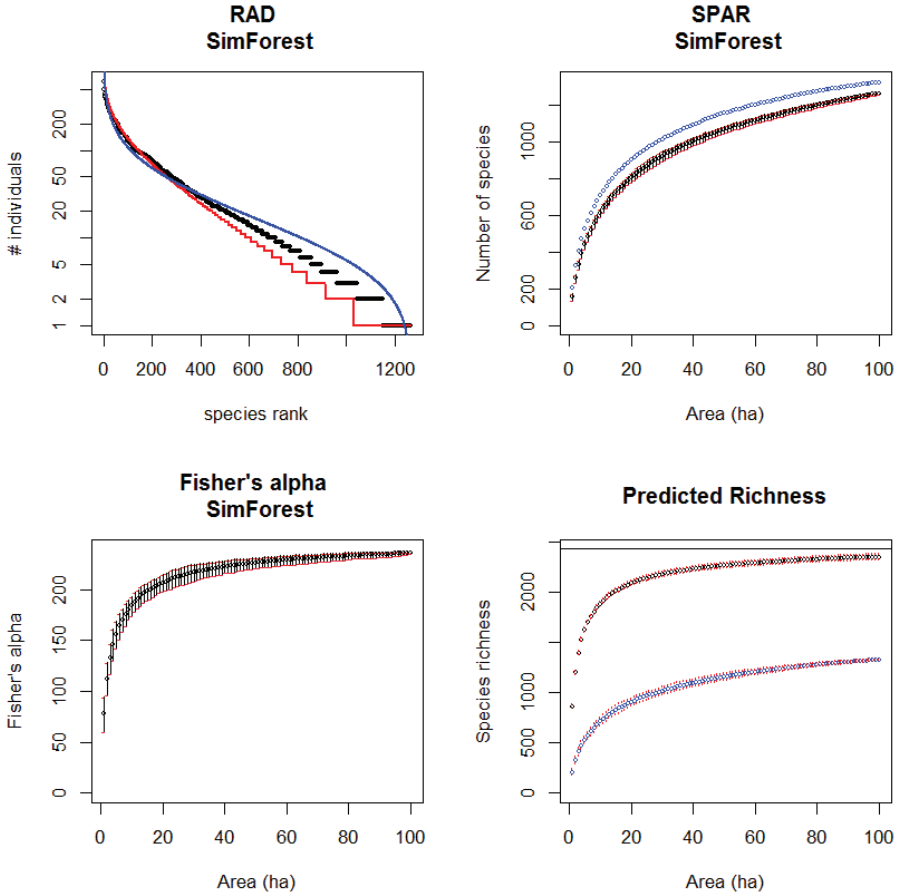 RAD
SimForest
# individuals
200
50
20
5
2
1
0
200
400
600
800
1200
species rank
SPAR
SimForest
Number of species
1000
600
200
0
0
20
40
60
80
100
Area (ha)
Fisher's alpha
SimForest
Fisher's alpha
200
150
100
50
0
0
20
40
60
80
100
Area (ha)
Predicted Richness
Species richness
2000
1000
500
0
0
20
40
60
80
100
Area (ha)